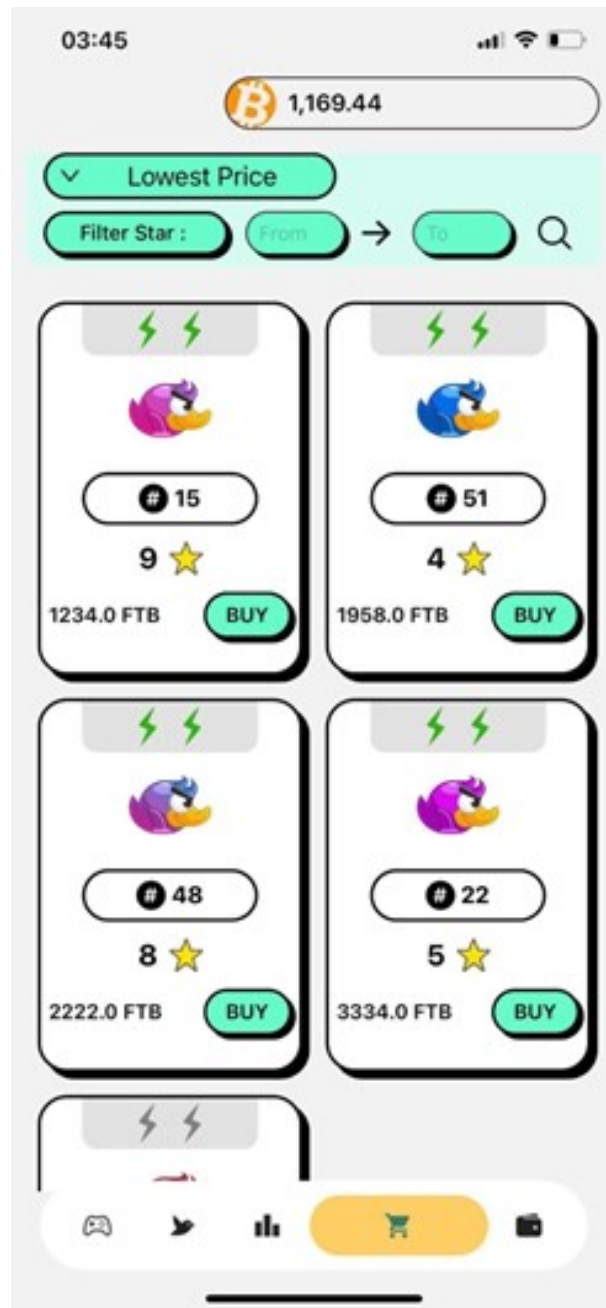 03:45
1,169.44
Lowest Price
Filter Star :
From
To
# 15
9
1234.0 FTB
BUY
# 51
4
1958.0 FTB
BUY
# 48
8
2222.0 FTB
BUY
# 22
5
3334.0 FTB
BUY